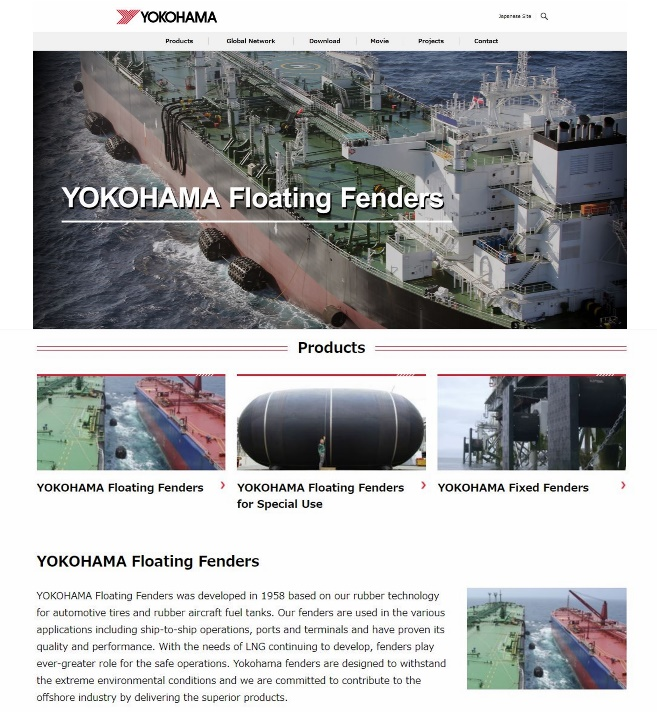 YOKOHAMA
Japanese Site
Products
Global Network
Download
Movie
Projects
Contact
YOKOHAMA Floating Fenders
Products
YOKOHAMA Floating Fenders
YOKOHAMA Floating Fenders
for Special Use
YOKOHAMA Fixed Fenders
YOKOHAMA Floating Fenders
YOKOHAMA Floating Fenders was developed in 1958 based on our rubber technology
for automotive tires and rubber aircraft fuel tanks. Our fenders are used in the various
applications including ship-to-ship operations, ports and terminals and have proven its
quality and performance. With the needs of LNG continuing to develop, fenders play
ever-greater role for the safe operations. Yokohama fenders are designed to withstand
the extreme environmental conditions and we are committed to contribute to the
offshore industry by delivering the superior products.